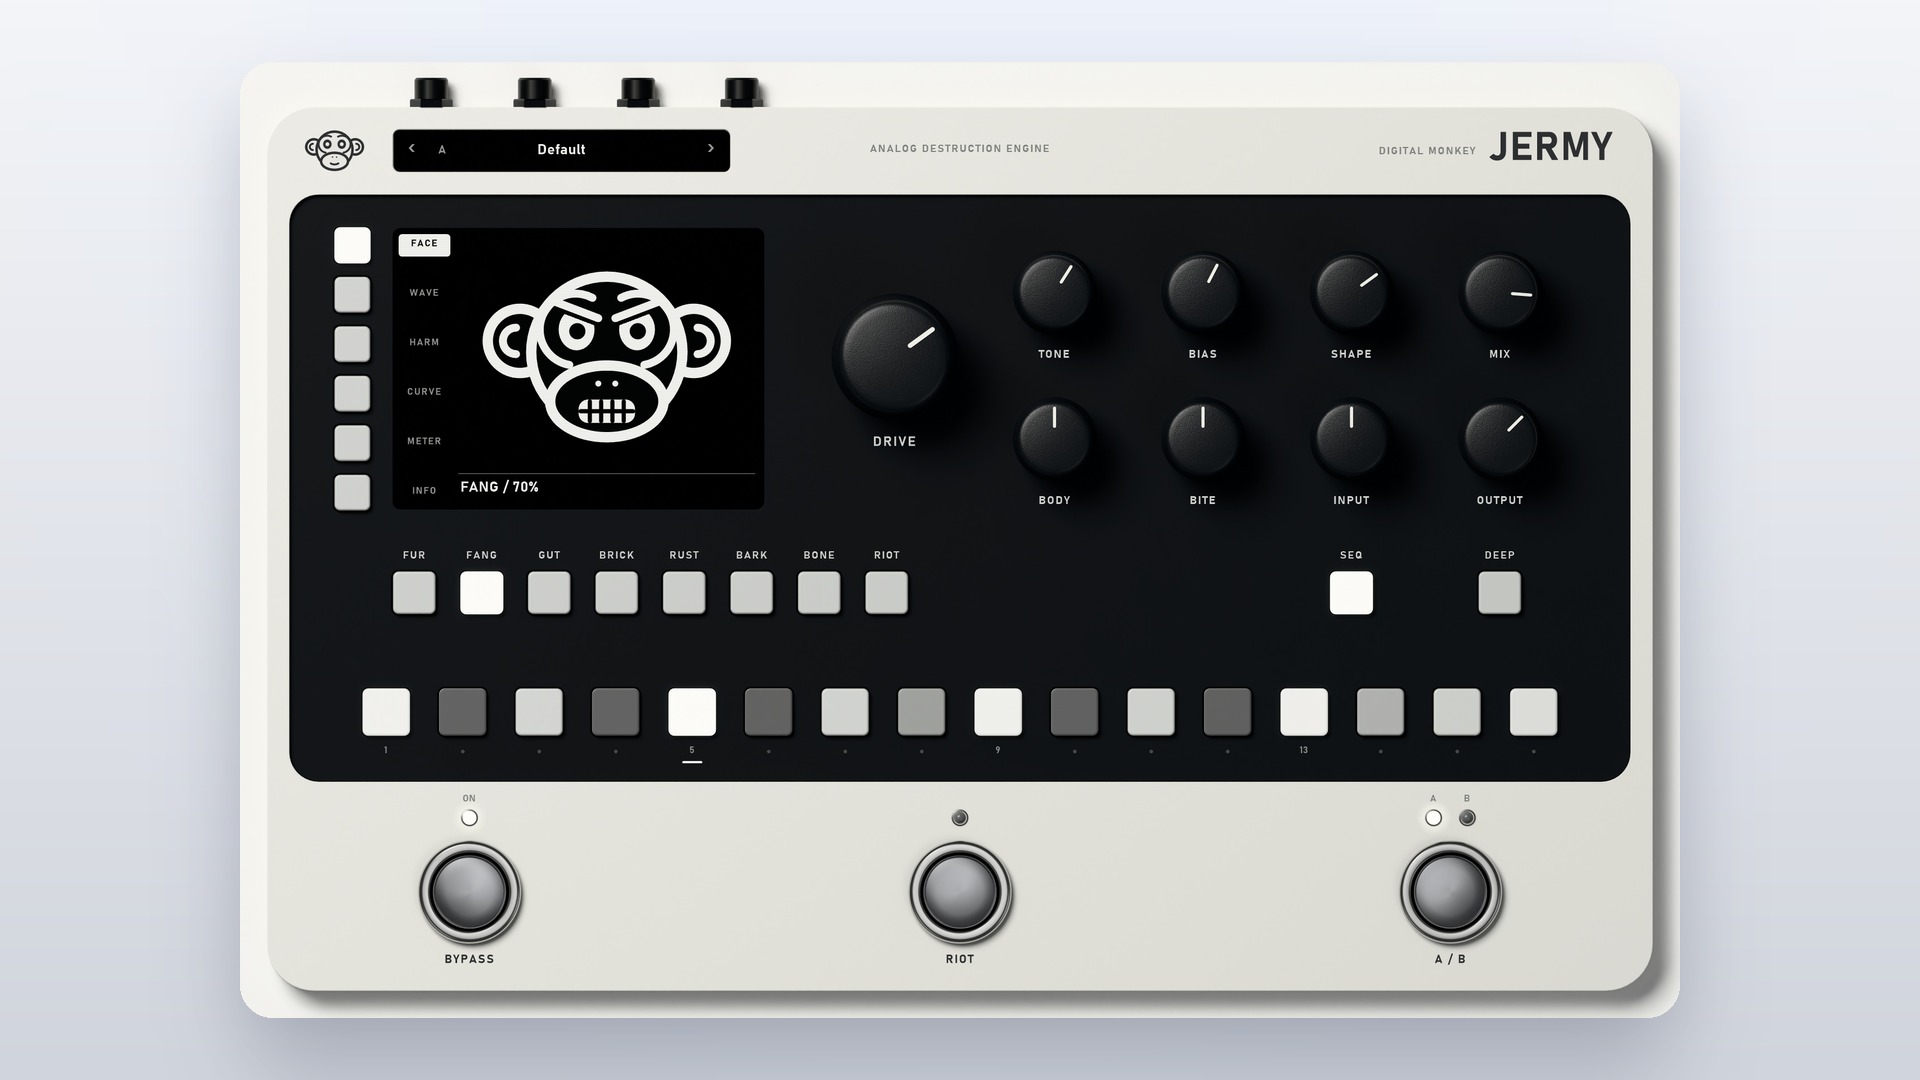 A
Default
ANALOG DESTRUCTION ENGINE
DIGITAL MONKEY
JERMY
FACE
WAVE
HARM
CURVE
METER
INFO
FANG / 70%
DRIVE
TONE
BIAS
SHAPE
MIX
BODY
BITE
INPUT
OUTPUT
FUR
FANG
GUT
BRICK
RUST
BARK
BONE
RIOT
SEQ
DEEP
1
5
9
13
ON
A
B
BYPASS
RIOT
A / B